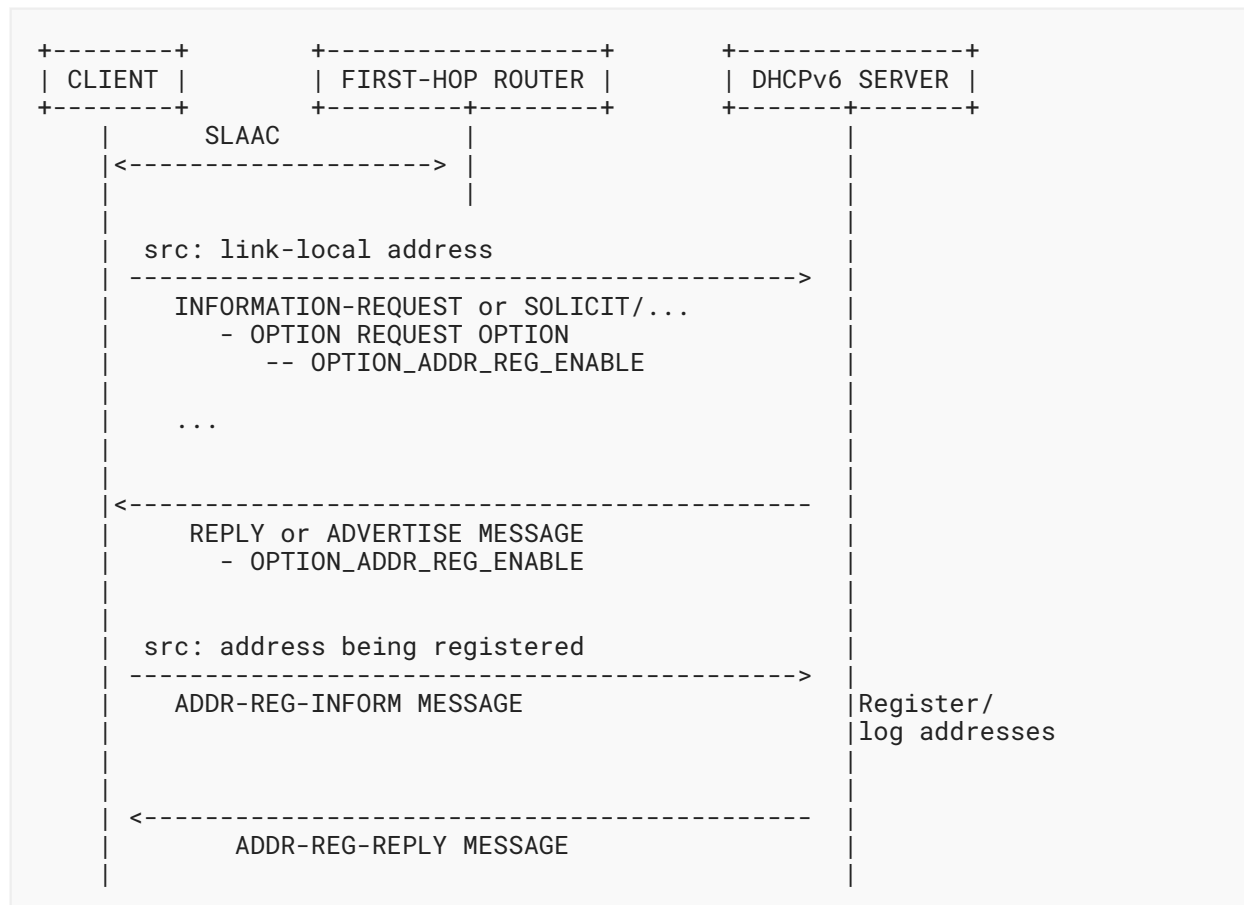 CLIENT FIRST-HOP ROUTER DHCPv6 SERVER
SLAAC
src: link-local address
INFORMATION-REQUEST or SOLICIT/...
- OPTION REQUEST OPTION
-- OPTION_ADDR_REG_ENABLE
...
REPLY or ADVERTISE MESSAGE
- OPTION_ADDR_REG_ENABLE
src: address being registered
ADDR-REG-INFORM MESSAGE Register/
log addresses
ADDR-REG-REPLY MESSAGE